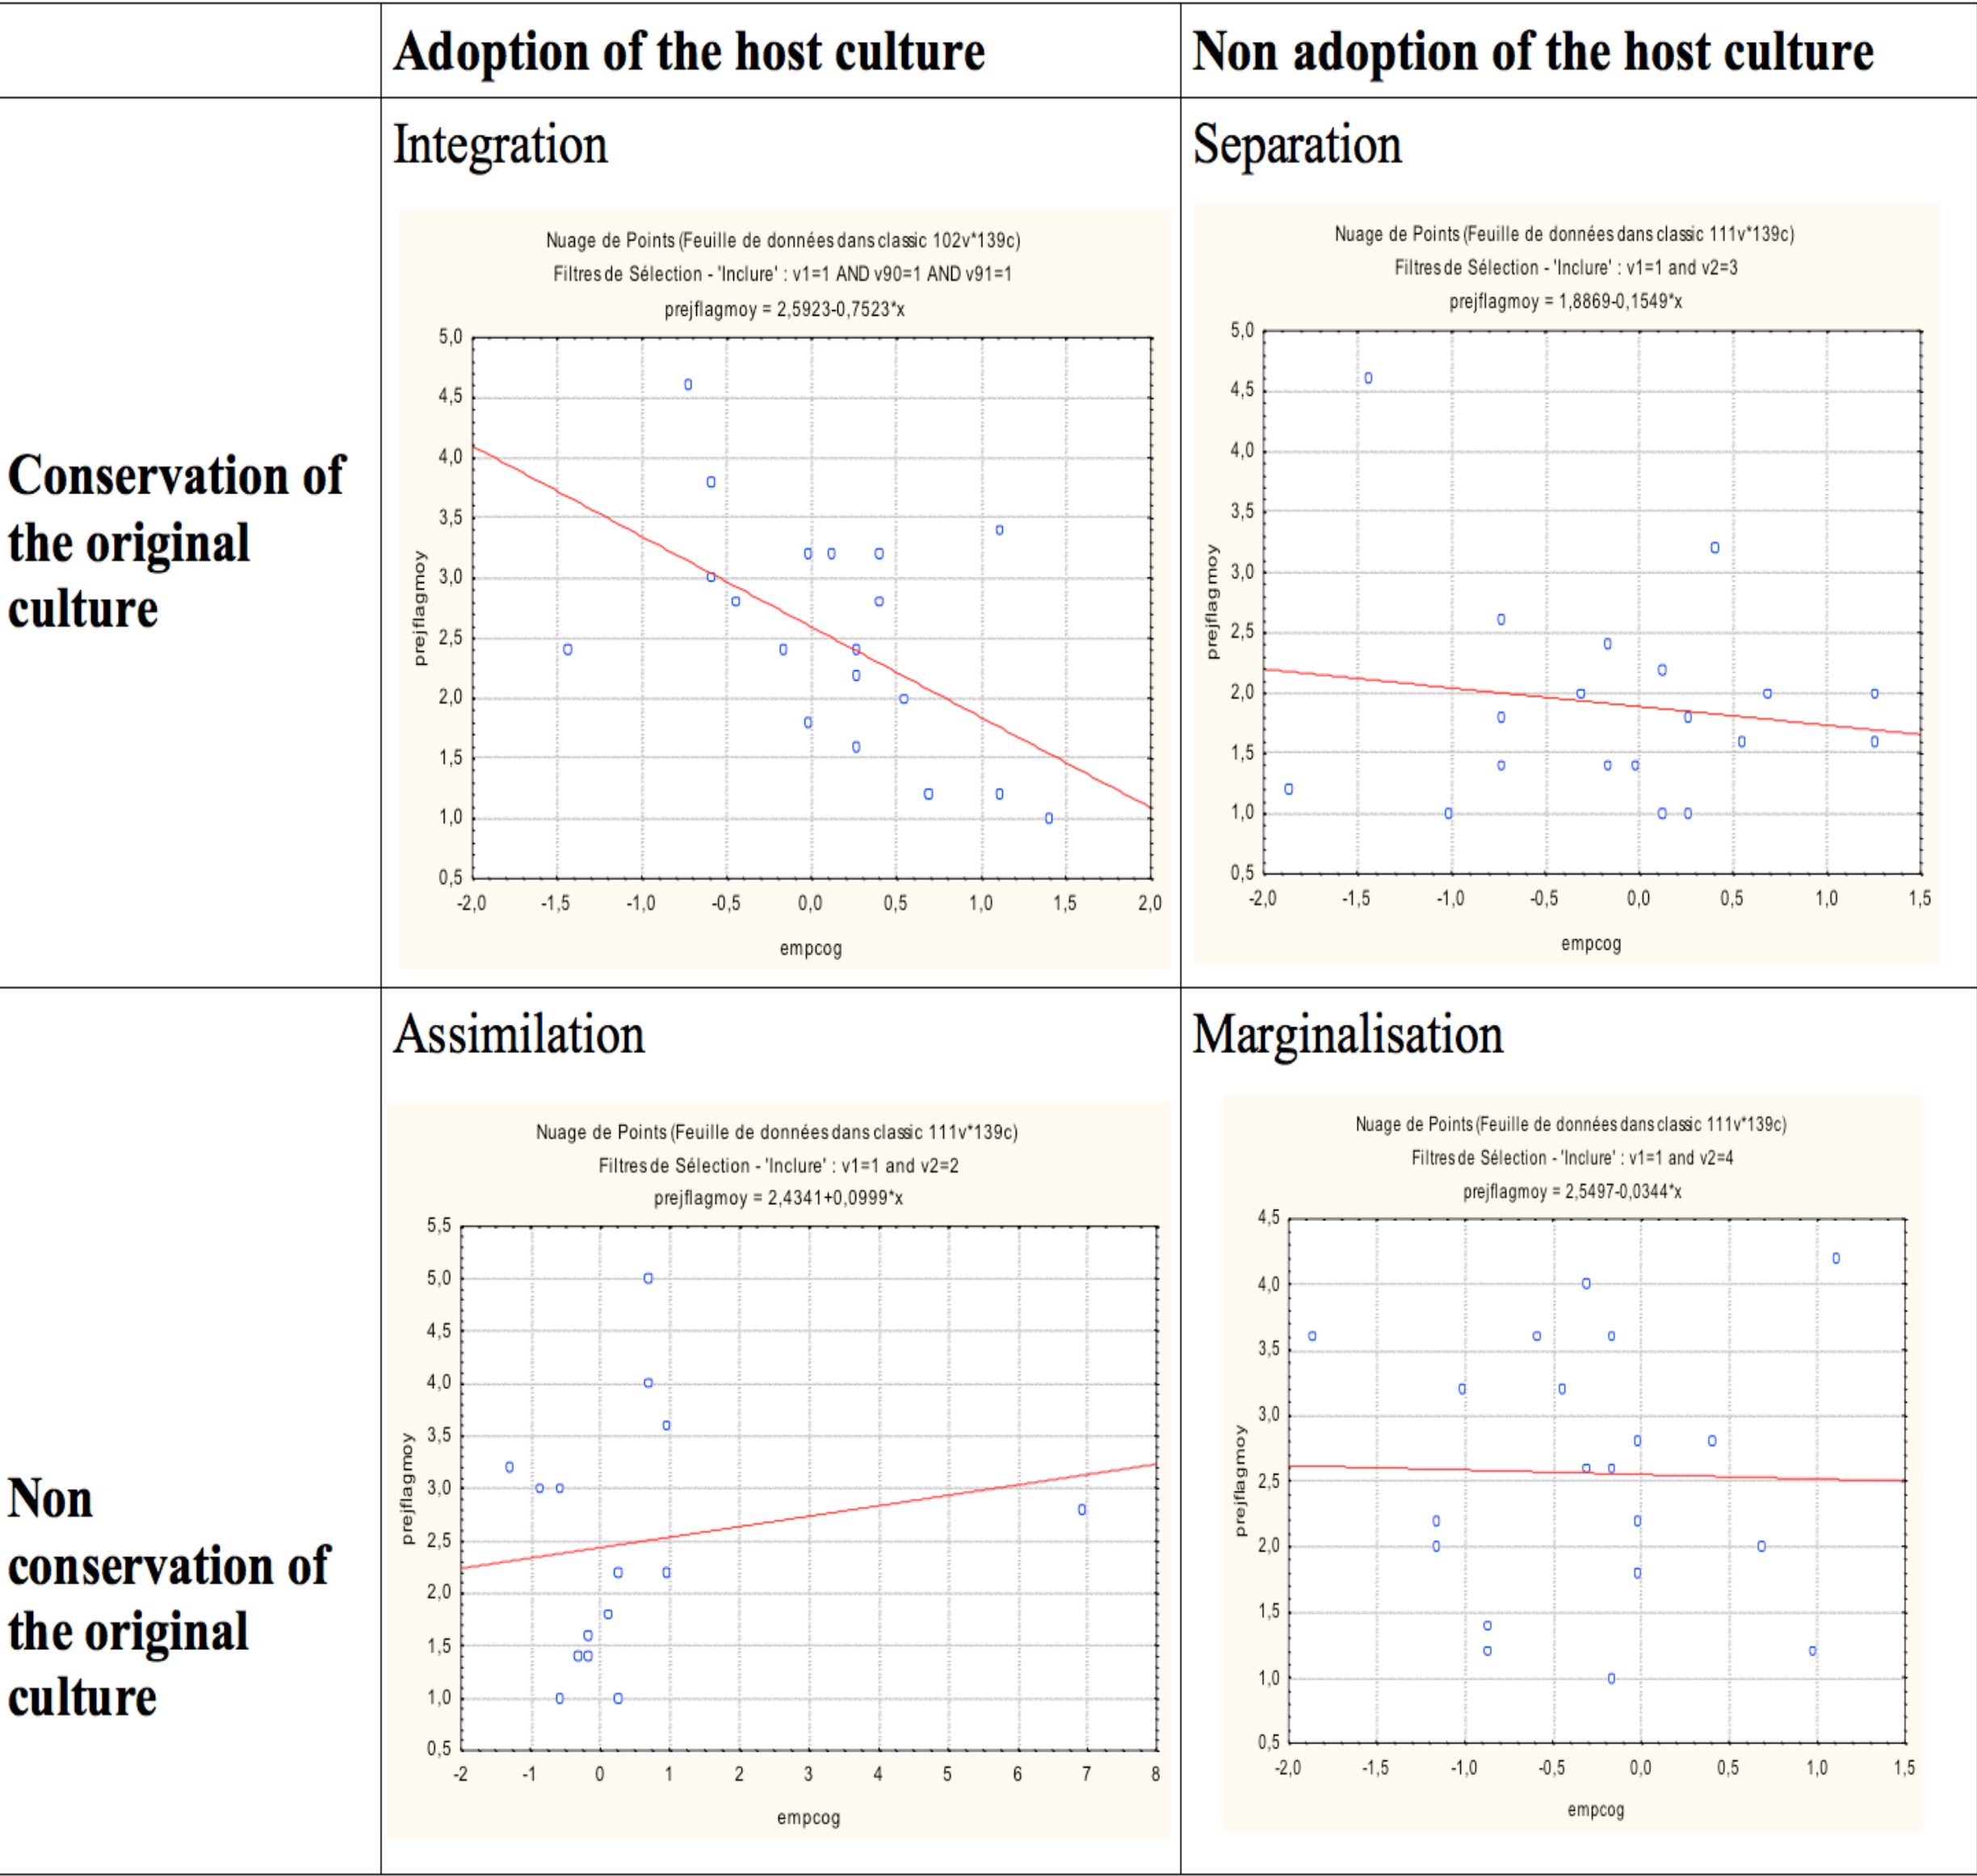 Adoption of the host culture
Non adoption of the host culture
Conservation of
the original
culture
Integration
Nuage de Points (Feuille de données dans classic 102v*139c)
Filtres de Sélection - 'Inclure' : v1=1 AND v90=1 AND v91=1
prejflagmoy = 2,5923-0,7523*x
5,0
4,5
4,0
3,5
3,0
2,5
2,0
1,5
1,0
0,5
prejflagmoy
-2,0 -1,5 -1,0 -0,5 0,0 0,5 1,0 1,5 2,0
empcog
Separation
Nuage de Points (Feuille de données dans classic 111v*139c)
Filtres de Sélection - 'Inclure' : v1=1 and v2=3
prejflagmoy = 1,8869-0,1549*x
5,0
4,5
4,0
3,5
3,0
2,5
2,0
1,5
1,0
0,5
prejflagmoy
-2,0 -1,5 -1,0 -0,5 0,0 0,5 1,0 1,5
empcog
Non
conservation of
the original
culture
Assimilation
Nuage de Points (Feuille de données dans classic 111v*139c)
Filtres de Sélection - 'Inclure' : v1=1 and v2=2
prejflagmoy = 2,4341+0,0999*x
5,5
5,0
4,5
4,0
3,5
3,0
2,5
2,0
1,5
1,0
0,5
prejflagmoy
-2 -1 0 1 2 3 4 5 6 7 8
empcog
Marginalisation
Nuage de Points (Feuille de données dans classic 111v*139c)
Filtres de Sélection - 'Inclure' : v1=1 and v2=4
prejflagmoy = 2,5497-0,0344*x
4,5
4,0
3,5
3,0
2,5
2,0
1,5
1,0
0,5
prejflagmoy
-2,0 -1,5 -1,0 -0,5 0,0 0,5 1,0 1,5
empcog